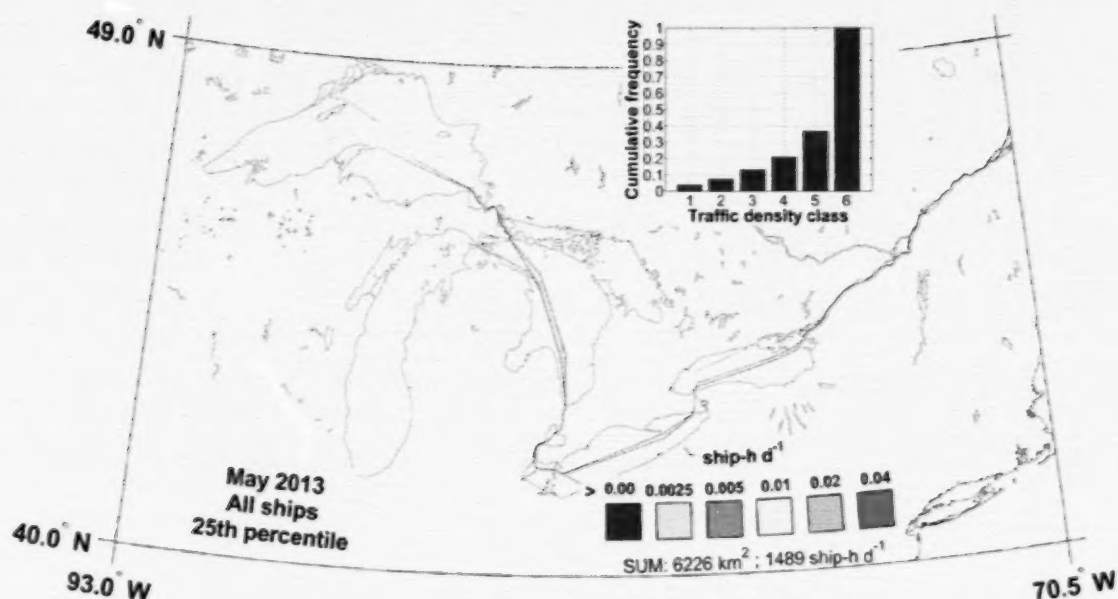 49.0° N
Cumulative frequency
1
0.9
0.8
0.7
0.6
0.5
0.4
0.3
0.2
0.1
0
1 2 3 4 5 6
Traffic density class
May 2013
All ships
25th percentile
ship-h d⁻¹
> 0.00 0.0025 0.005 0.01 0.02 0.04
SUM: 6226 km² ; 1489 ship-h d⁻¹
40.0° N
93.0° W
70.5° W